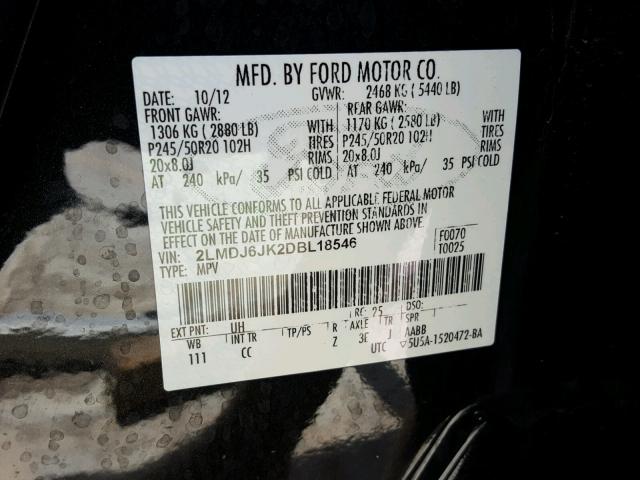 MFD. BY FORD MOTOR CO.
DATE: 10/12 GVWR: 2468 KG ( 5440 LB)
FRONT GAWR: REAR GAWR:
1306 KG ( 2880 LB) WITH 1170 KG ( 2580 LB) WITH
P245/50R20 102H TIRES P245/50R20 102H TIRES
20x8.0J RIMS 20x8.0J RIMS
AT 240 kPa/ 35 PSI COLD AT 240 kPa/ 35 PSI COLD
THIS VEHICLE CONFORMS TO ALL APPLICABLE FEDERAL MOTOR
VEHICLE SAFETY AND THEFT PREVENTION STANDARDS IN
EFFECT ON THE DATE OF MANUFACTURE SHOWN ABOVE.
VIN: 2LMDJ6JK2DBL18546 F0070
TYPE: MPV T0025
RC: 25 DSO:
EXT PNT: UH
WB INT TR TP/PS R AXLE TR SPR
111 CC Z 3E J AABB
UTC ▽5U5A-1520472-BA